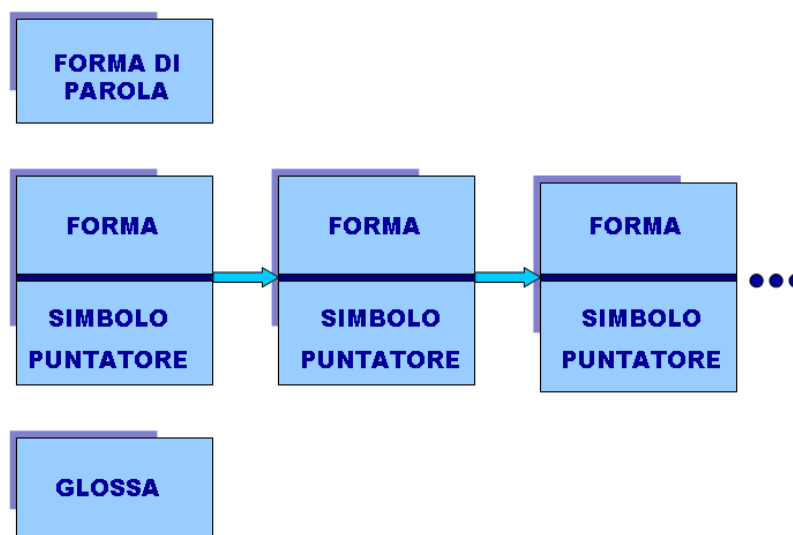 FORMA DI
PAROLA
FORMA
SIMBOLO
PUNTATORE
FORMA
SIMBOLO
PUNTATORE
FORMA
SIMBOLO
PUNTATORE
GLOSSA